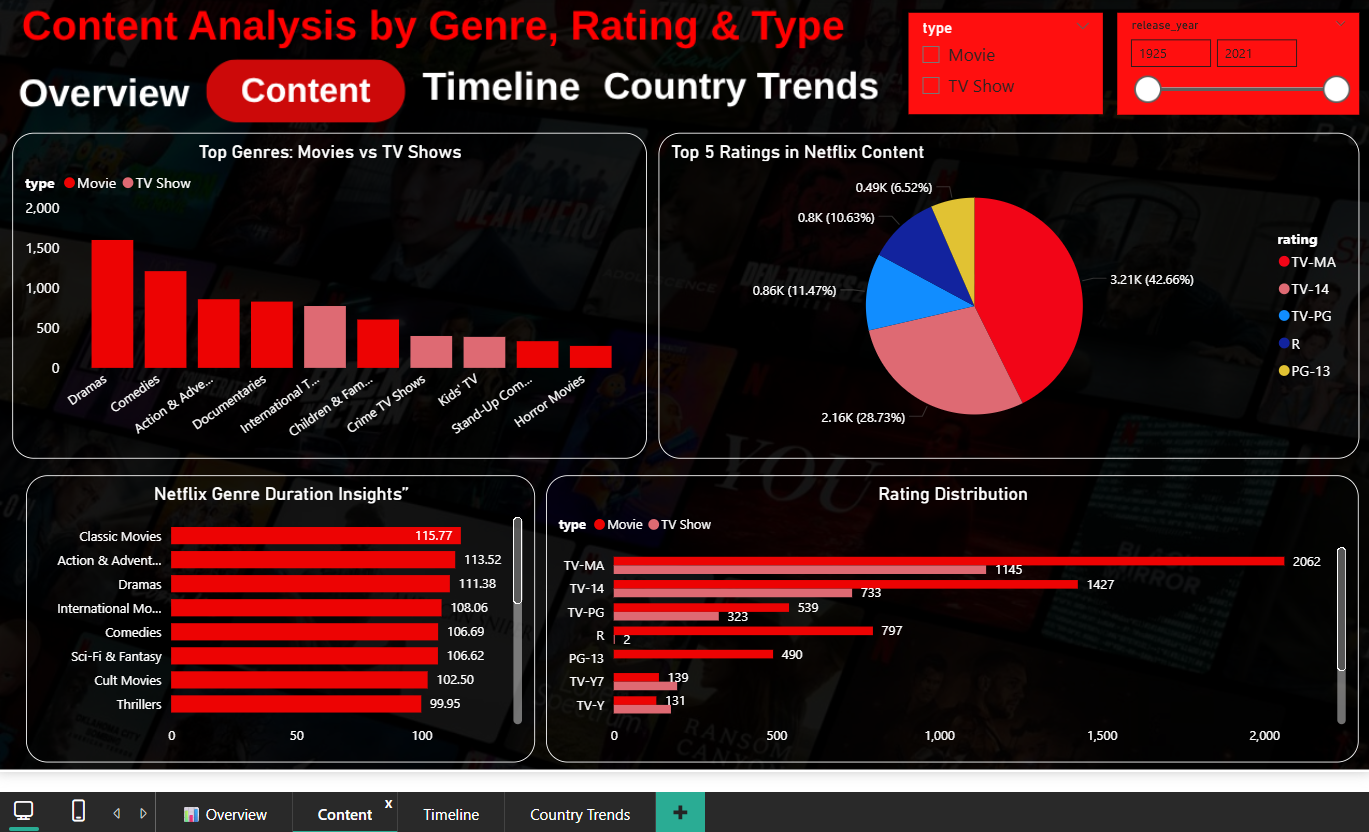 Content Analysis by Genre, Rating & Type
Overview Content Timeline Country Trends
type
Movie
TV Show
release_year
1925 2021
Top Genres: Movies vs TV Shows
type Movie TV Show
2,000
1,500
1,000
500
0
Dramas
Comedies
Action & Adve...
Documentaries
International T...
Children & Fam...
Crime TV Shows
Kids' TV
Stand-Up Com...
Horror Movies
Top 5 Ratings in Netflix Content
0.49K (6.52%)
0.8K (10.63%)
0.86K (11.47%)
2.16K (28.73%)
3.21K (42.66%)
rating
TV-MA
TV-14
TV-PG
R
PG-13
Netflix Genre Duration Insights”
Classic Movies 115.77
Action & Advent... 113.52
Dramas 111.38
International Mo... 108.06
Comedies 106.69
Sci-Fi & Fantasy 106.62
Cult Movies 102.50
Thrillers 99.95
0 50 100
Rating Distribution
type Movie TV Show
TV-MA 2062
1145
TV-14 1427
733
TV-PG 539
323
R 797
2
PG-13 490
TV-Y7 139
TV-Y 131
0 500 1,000 1,500 2,000
WEAK HERO
YOU
BLACK MIRROR
RANSOM CANYON
Overview Content x Timeline Country Trends +